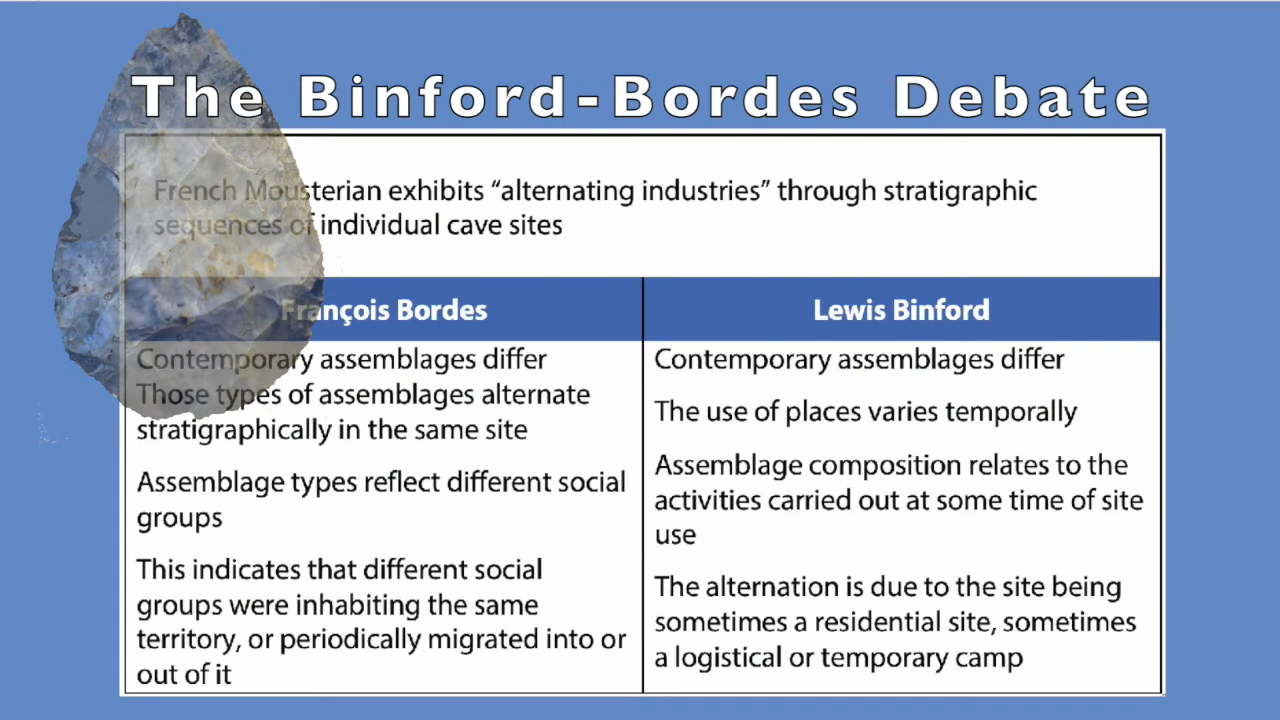 The Binford-Bordes Debate
French Mousterian exhibits “alternating industries” through stratigraphic
sequences of individual cave sites
François Bordes
Contemporary assemblages differ
Those types of assemblages alternate
stratigraphically in the same site
Assemblage types reflect different social
groups
This indicates that different social
groups were inhabiting the same
territory, or periodically migrated into or
out of it
Lewis Binford
Contemporary assemblages differ
The use of places varies temporally
Assemblage composition relates to the
activities carried out at some time of site
use
The alternation is due to the site being
sometimes a residential site, sometimes
a logistical or temporary camp